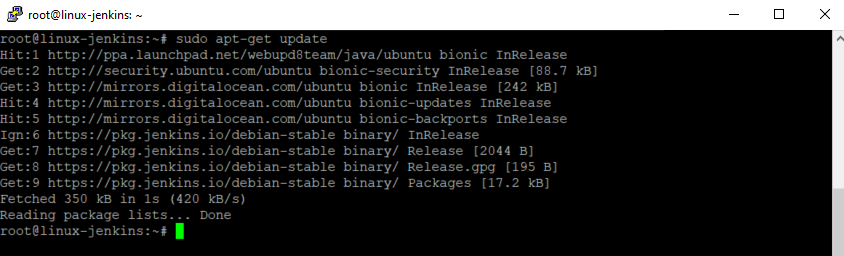 root@linux-jenkins: ~
root@linux-jenkins:~# sudo apt-get update
Hit:1 http://ppa.launchpad.net/webupd8team/java/ubuntu bionic InRelease
Get:2 http://security.ubuntu.com/ubuntu bionic-security InRelease [88.7 kB]
Get:3 http://mirrors.digitalocean.com/ubuntu bionic InRelease [242 kB]
Hit:4 http://mirrors.digitalocean.com/ubuntu bionic-updates InRelease
Hit:5 http://mirrors.digitalocean.com/ubuntu bionic-backports InRelease
Ign:6 https://pkg.jenkins.io/debian-stable binary/ InRelease
Get:7 https://pkg.jenkins.io/debian-stable binary/ Release [2044 B]
Get:8 https://pkg.jenkins.io/debian-stable binary/ Release.gpg [195 B]
Get:9 https://pkg.jenkins.io/debian-stable binary/ Packages [17.2 kB]
Fetched 350 kB in 1s (420 kB/s)
Reading package lists... Done
root@linux-jenkins:~#